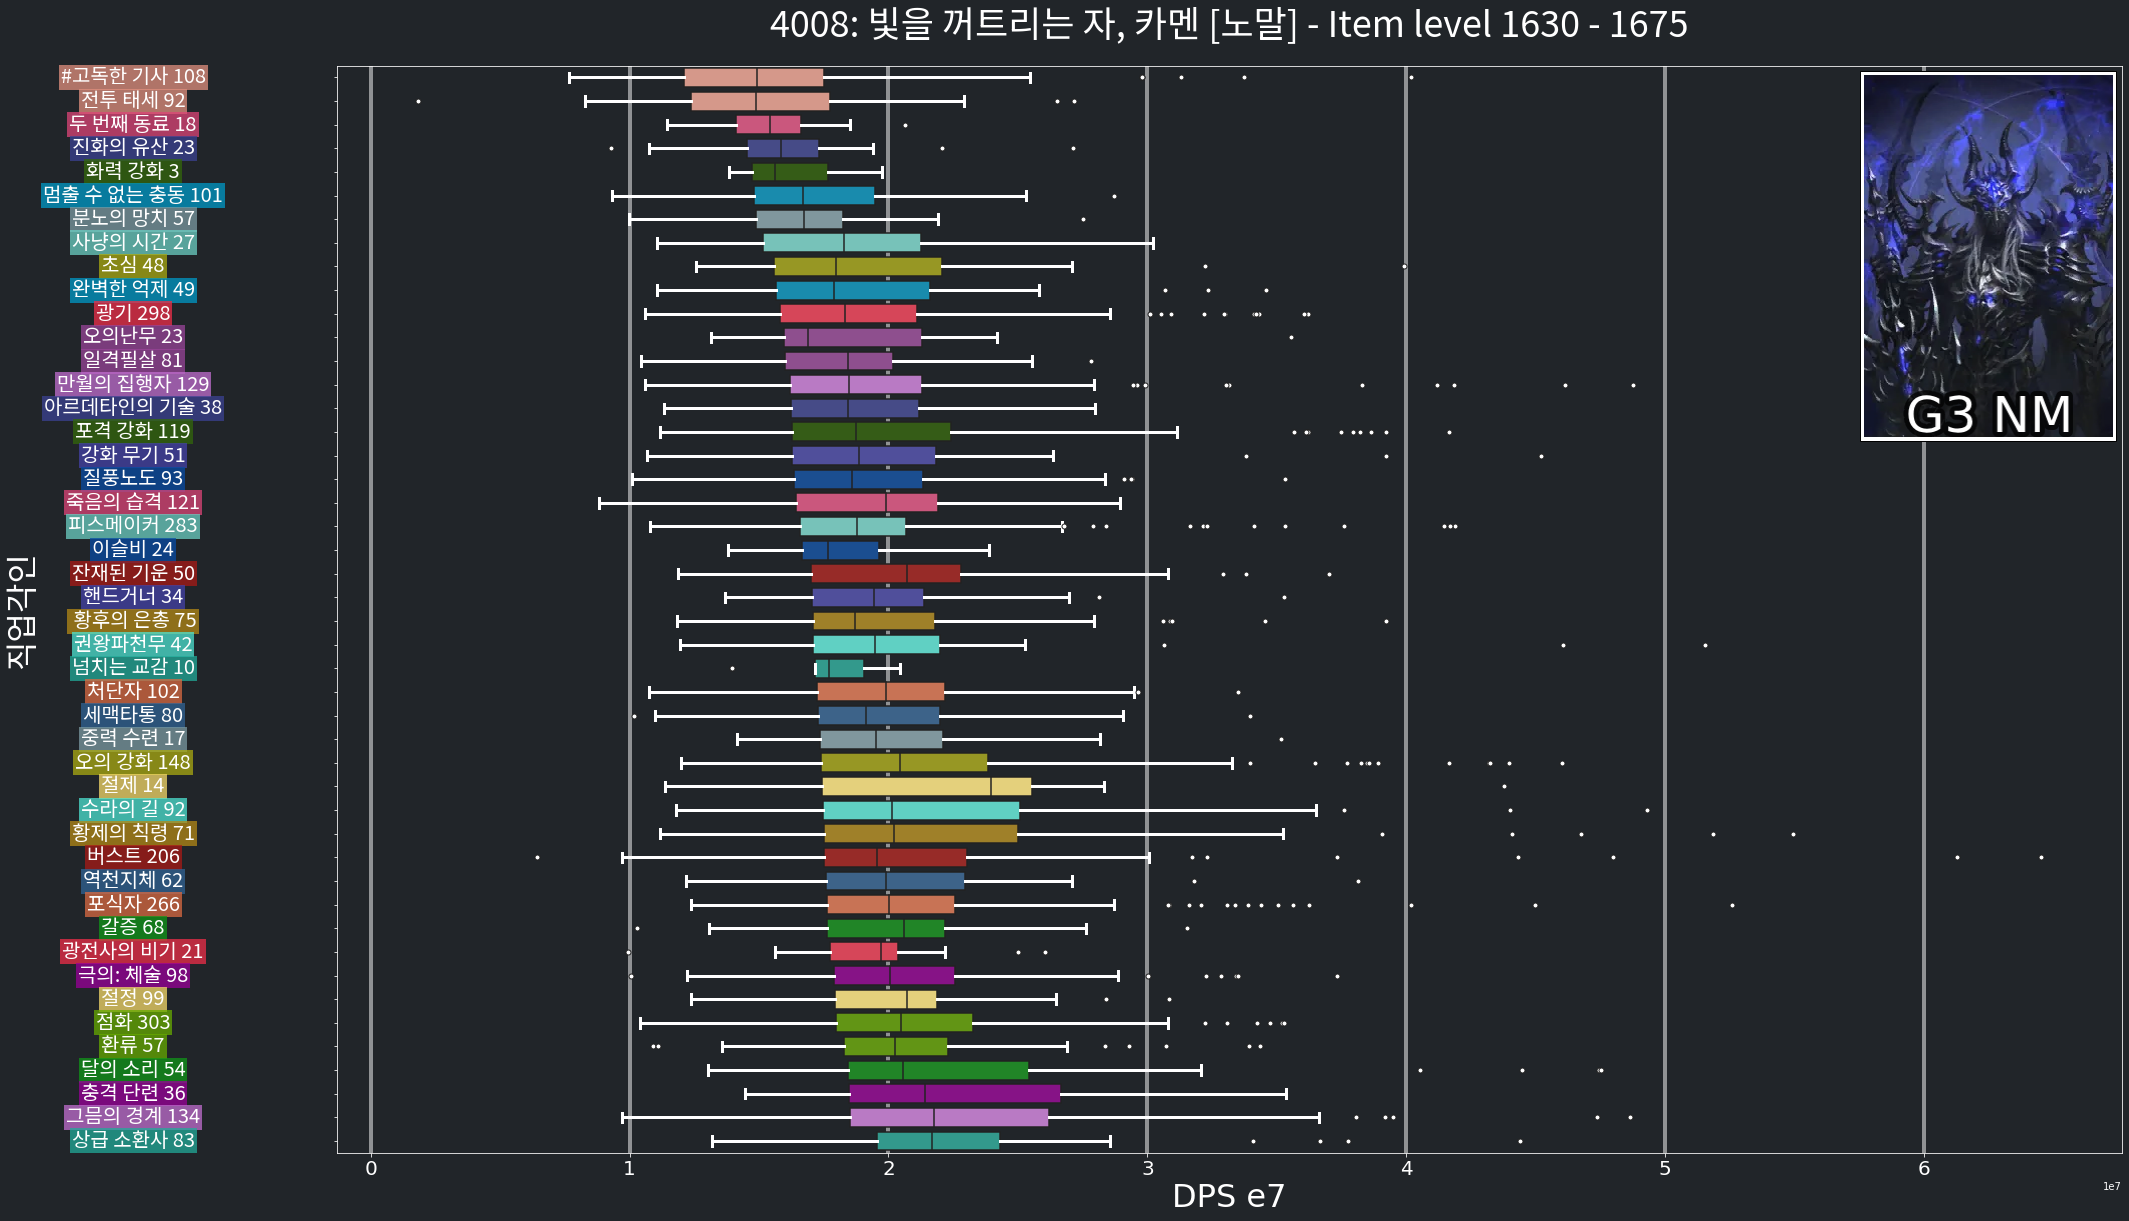 4008: 빛을 꺼트리는 자, 카멘 [노말] - Item level 1630 - 1675
#고독한 기사 108
전투 태세 92
두 번째 동료 18
진화의 유산 23
화력 강화 3
멈출 수 없는 충동 101
분노의 망치 57
사냥의 시간 27
초심 48
완벽한 억제 49
광기 298
오의난무 23
일격필살 81
만월의 집행자 129
아르데타인의 기술 38
포격 강화 119
강화 무기 51
질풍노도 93
죽음의 습격 121
피스메이커 283
이슬비 24
잔재된 기운 50
핸드거너 34
황후의 은총 75
권왕파천무 42
넘치는 교감 10
처단자 102
세맥타통 80
중력 수련 17
오의 강화 148
절제 14
수라의 길 92
황제의 칙령 71
버스트 206
역천지체 62
포식자 266
갈증 68
광전사의 비기 21
극의: 체술 98
절정 99
점화 303
환류 57
달의 소리 54
충격 단련 36
그믐의 경계 134
상급 소환사 83
직업각인
G3 NM
0 1 2 3 4 5 6
DPS e7
1e7